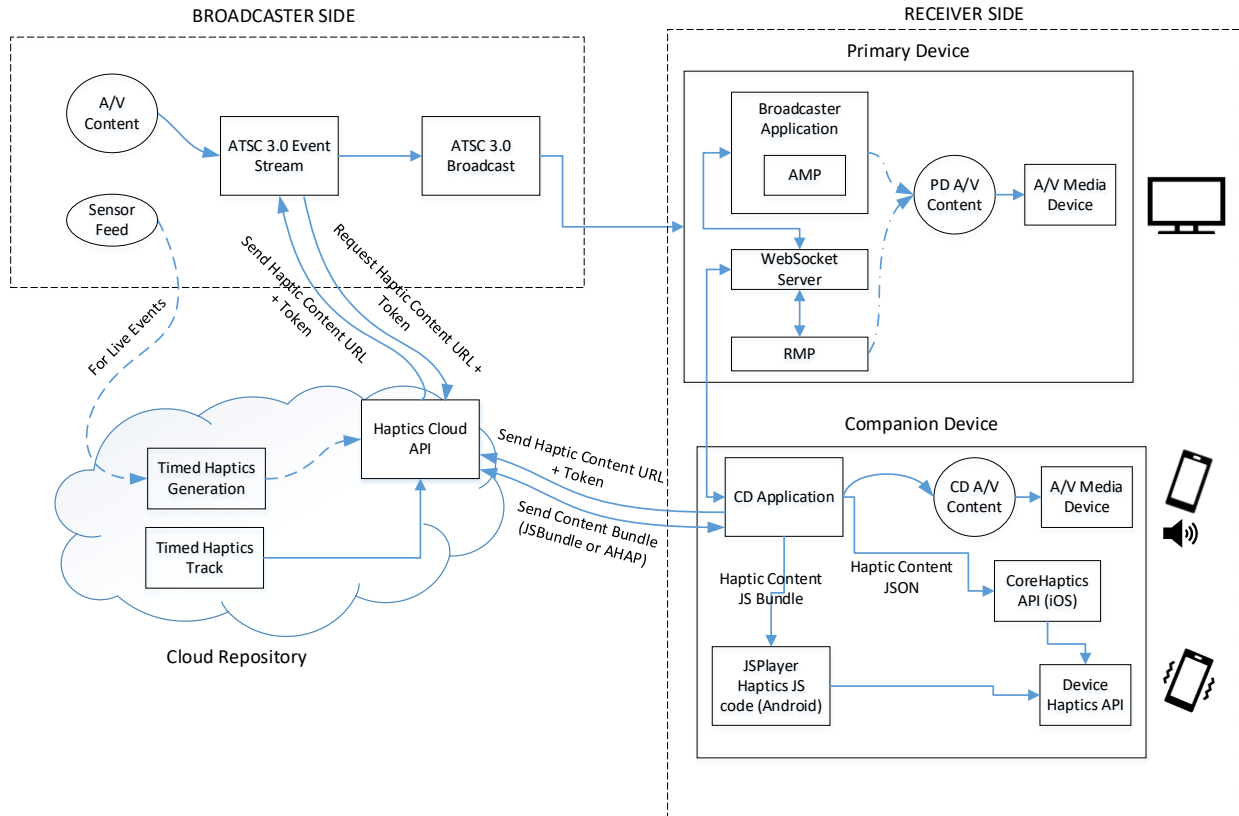 BROADCASTER SIDE
A/V
Content
Sensor
Feed
ATSC 3.0 Event
Stream
ATSC 3.0
Broadcast
Send Haptic Content URL
+ Token
Request Haptic Content URL +
Token
For Live Events
Haptics Cloud
API
Timed Haptics
Generation
Timed Haptics
Track
Cloud Repository
Send Haptic Content URL
+ Token
Send Content Bundle
(JSBundle or AHAP)
RECEIVER SIDE
Primary Device
Broadcaster
Application
AMP
PD A/V
Content
A/V Media
Device
WebSocket
Server
RMP
Companion Device
CD Application
CD A/V
Content
A/V Media
Device
Haptic Content
JS Bundle
Haptic Content
JSON
CoreHaptics
API (iOS)
JSPlayer
Haptics JS
code (Android)
Device
Haptics API